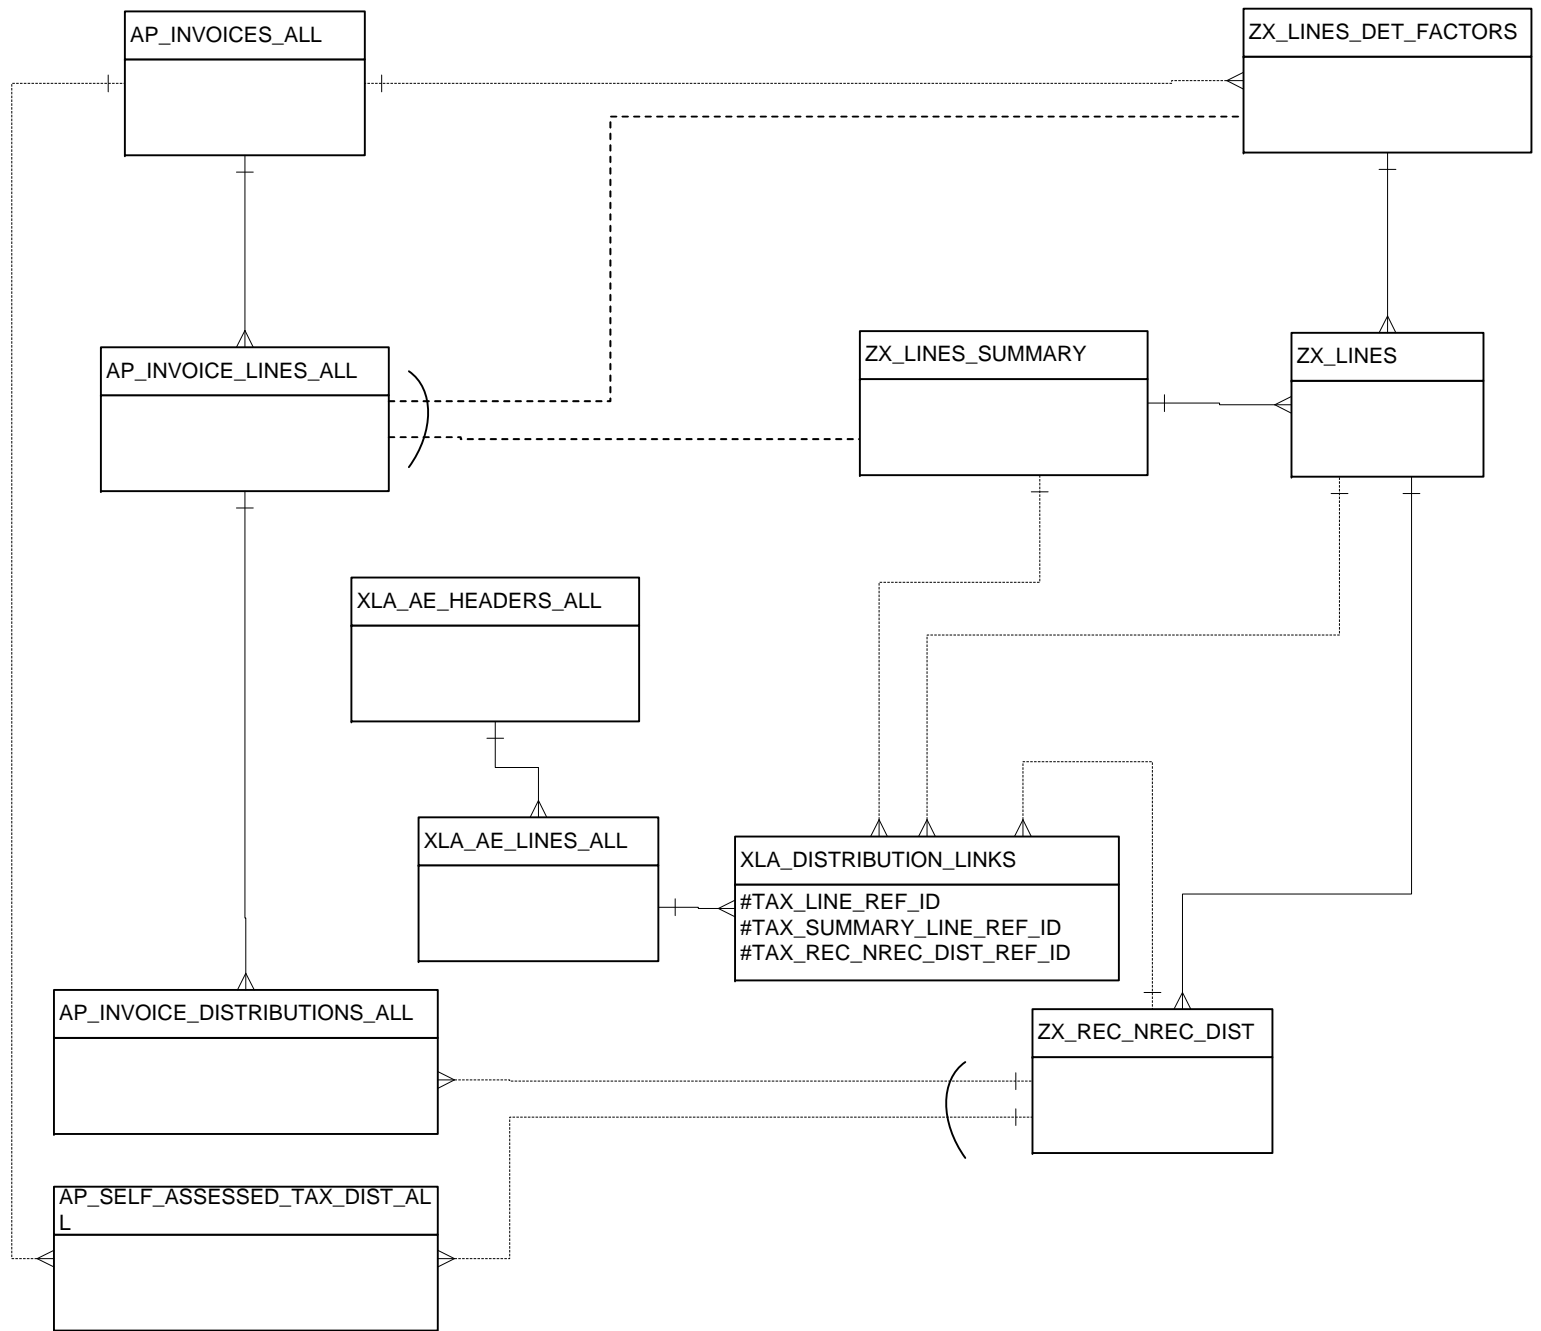 AP_INVOICES_ALL
ZX_LINES_DET_FACTORS
AP_INVOICE_LINES_ALL
ZX_LINES_SUMMARY
ZX_LINES
XLA_AE_HEADERS_ALL
XLA_AE_LINES_ALL
XLA_DISTRIBUTION_LINKS
#TAX_LINE_REF_ID
#TAX_SUMMARY_LINE_REF_ID
#TAX_REC_NREC_DIST_REF_ID
AP_INVOICE_DISTRIBUTIONS_ALL
ZX_REC_NREC_DIST
AP_SELF_ASSESSED_TAX_DIST_AL
L